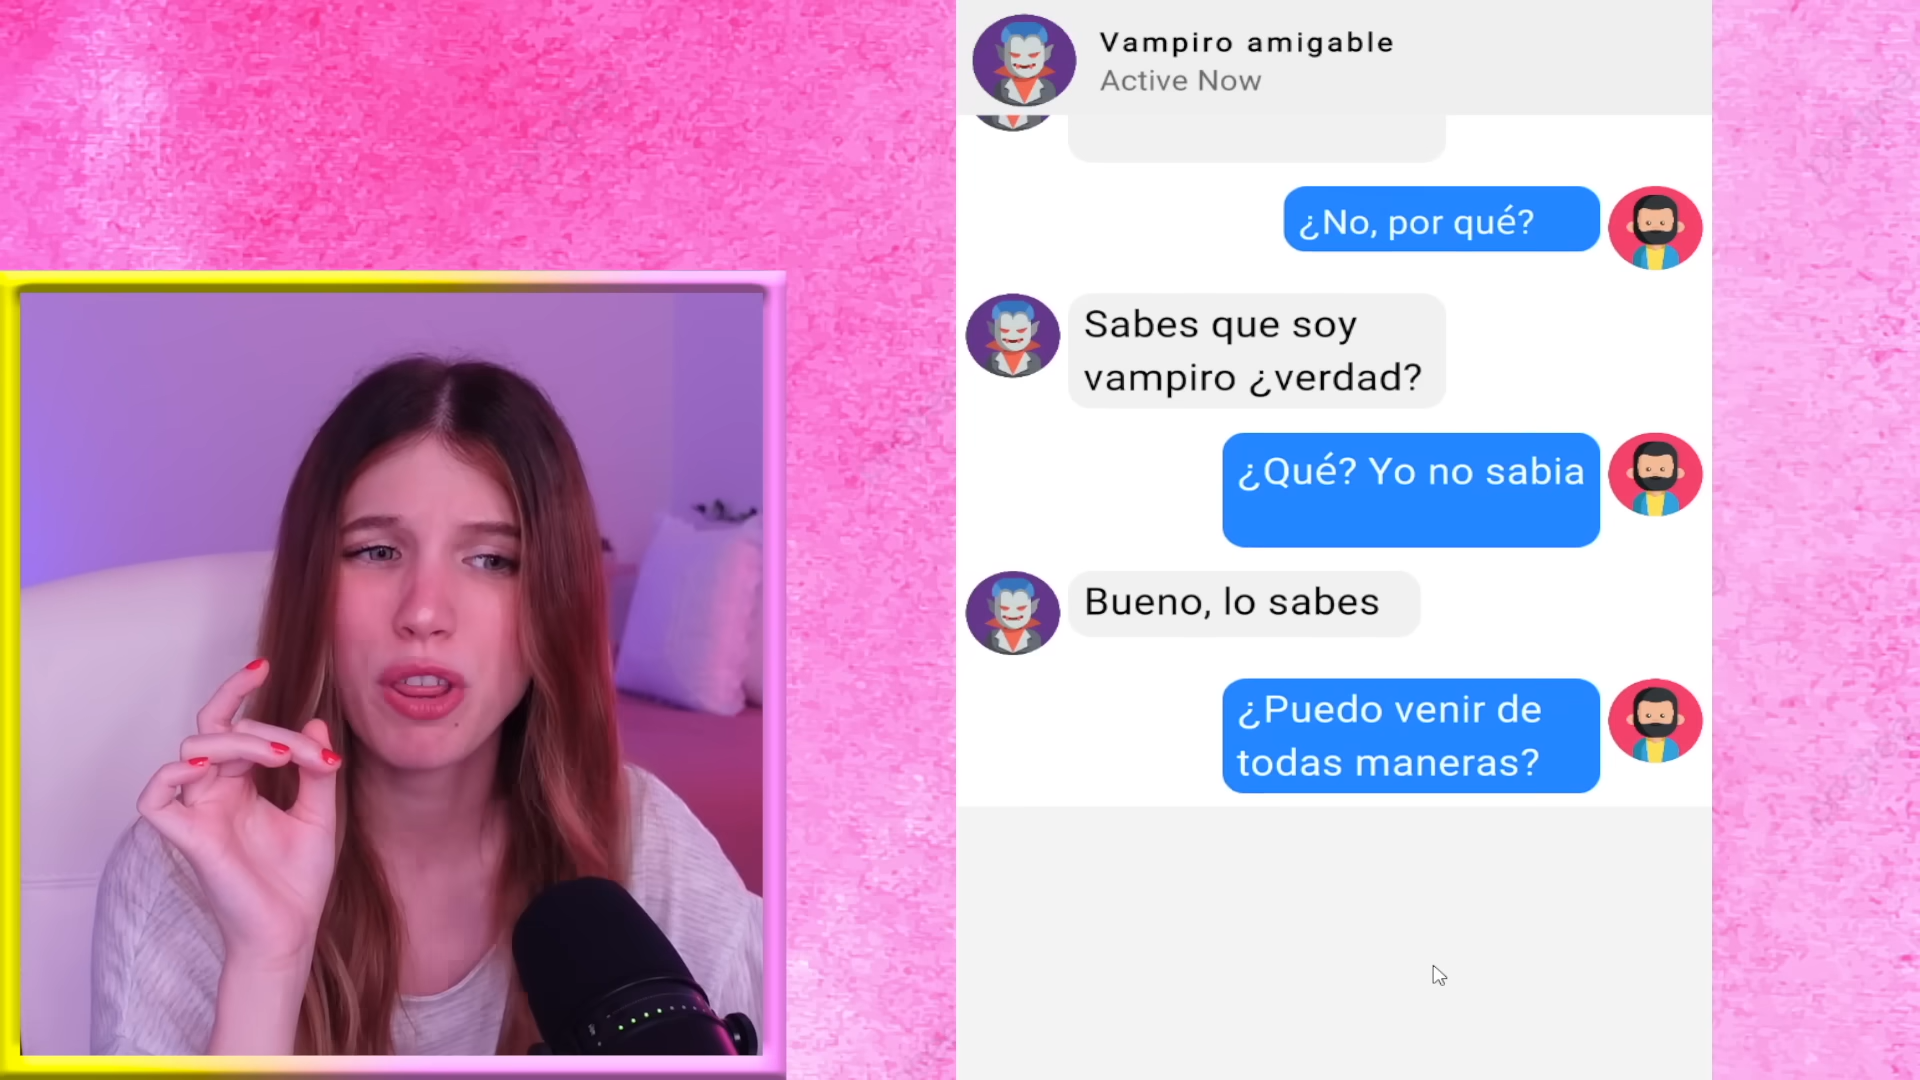 Vampiro amigable
Active Now
¿No, por qué?
Sabes que soy
vampiro ¿verdad?
¿Qué? Yo no sabia
Bueno, lo sabes
¿Puedo venir de
todas maneras?